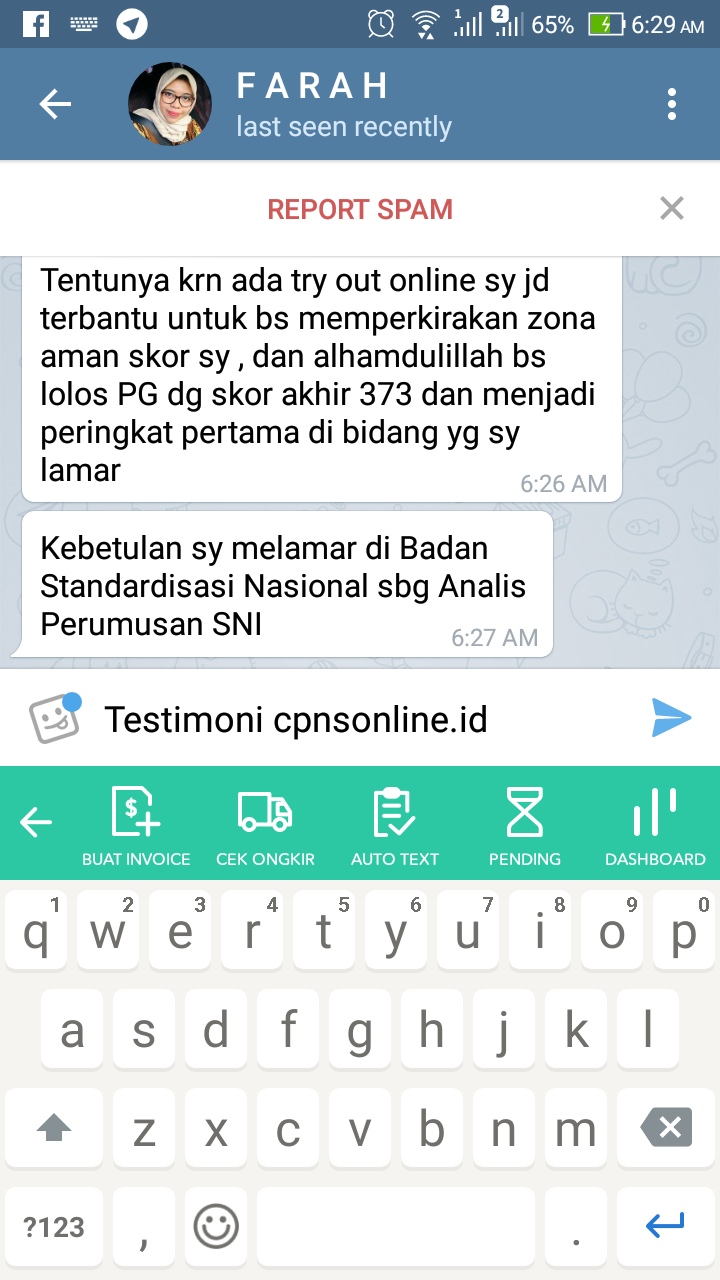 1 2 65% 6:29 AM
F A R A H
last seen recently
REPORT SPAM
Tentunya krn ada try out online sy jd
terbantu untuk bs memperkirakan zona
aman skor sy , dan alhamdulillah bs
lolos PG dg skor akhir 373 dan menjadi
peringkat pertama di bidang yg sy
lamar
6:26 AM
Kebetulan sy melamar di Badan
Standardisasi Nasional sbg Analis
Perumusan SNI
6:27 AM
Testimoni cpnsonline.id
BUAT INVOICE CEK ONGKIR AUTO TEXT PENDING DASHBOARD
1 2 3 4 5 6 7 8 9 0
q w e r t y u i o p
a s d f g h j k l
z x c v b n m
?123 , .